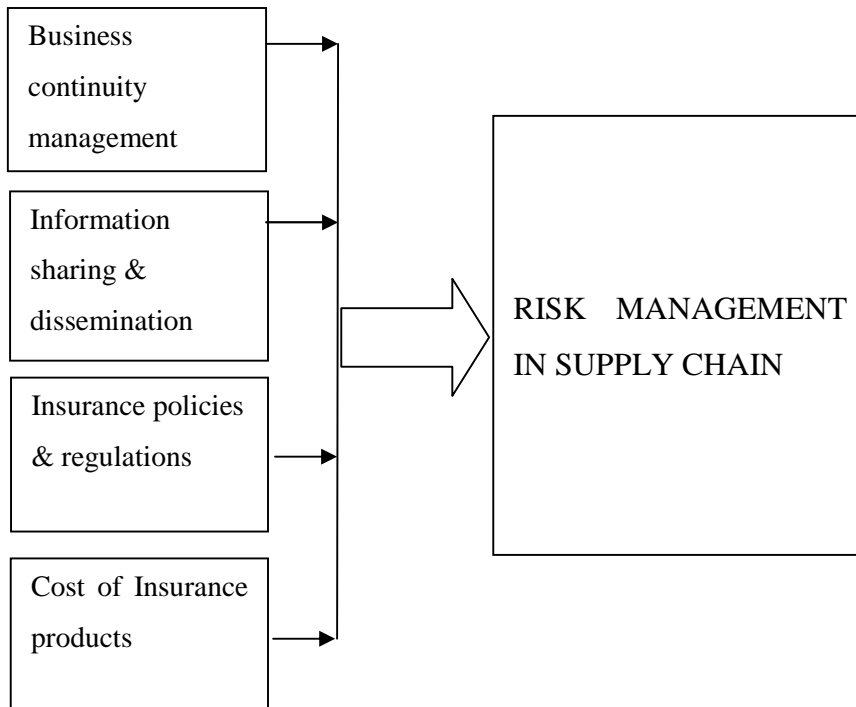 Business
continuity
management
Information
sharing &
dissemination
Insurance policies
& regulations
Cost of Insurance
products
RISK MANAGEMENT
IN SUPPLY CHAIN